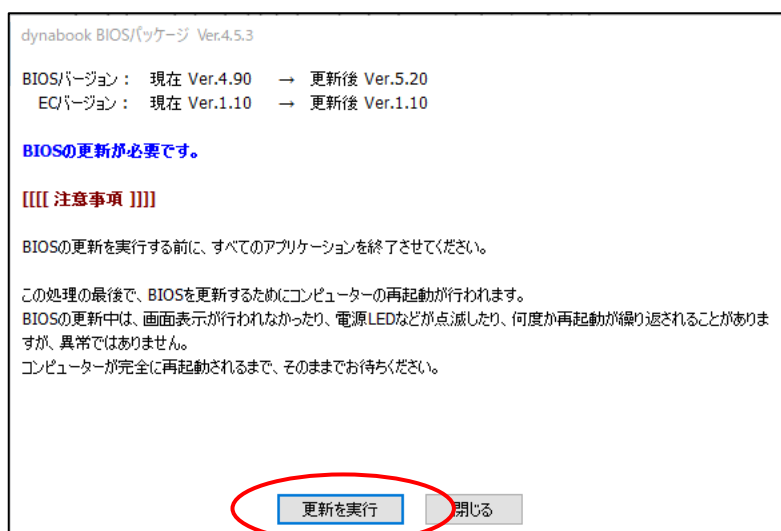 dynabook BIOSパッケージ Ver.4.5.3
BIOSバージョン： 現在 Ver.4.90 → 更新後 Ver.5.20
ECバージョン： 現在 Ver.1.10 → 更新後 Ver.1.10
BIOSの更新が必要です。
[[[[ 注意事項 ]]]]
BIOSの更新を実行する前に、すべてのアプリケーションを終了させてください。
この処理の最後で、BIOSを更新するためにコンピューターの再起動が行われます。
BIOSの更新中は、画面表示が行われなかったり、電源LEDなどが点滅したり、何度か再起動が繰り返されることがありま
すが、異常ではありません。
コンピューターが完全に再起動されるまで、そのままでお待ちください。
更新を実行 閉じる